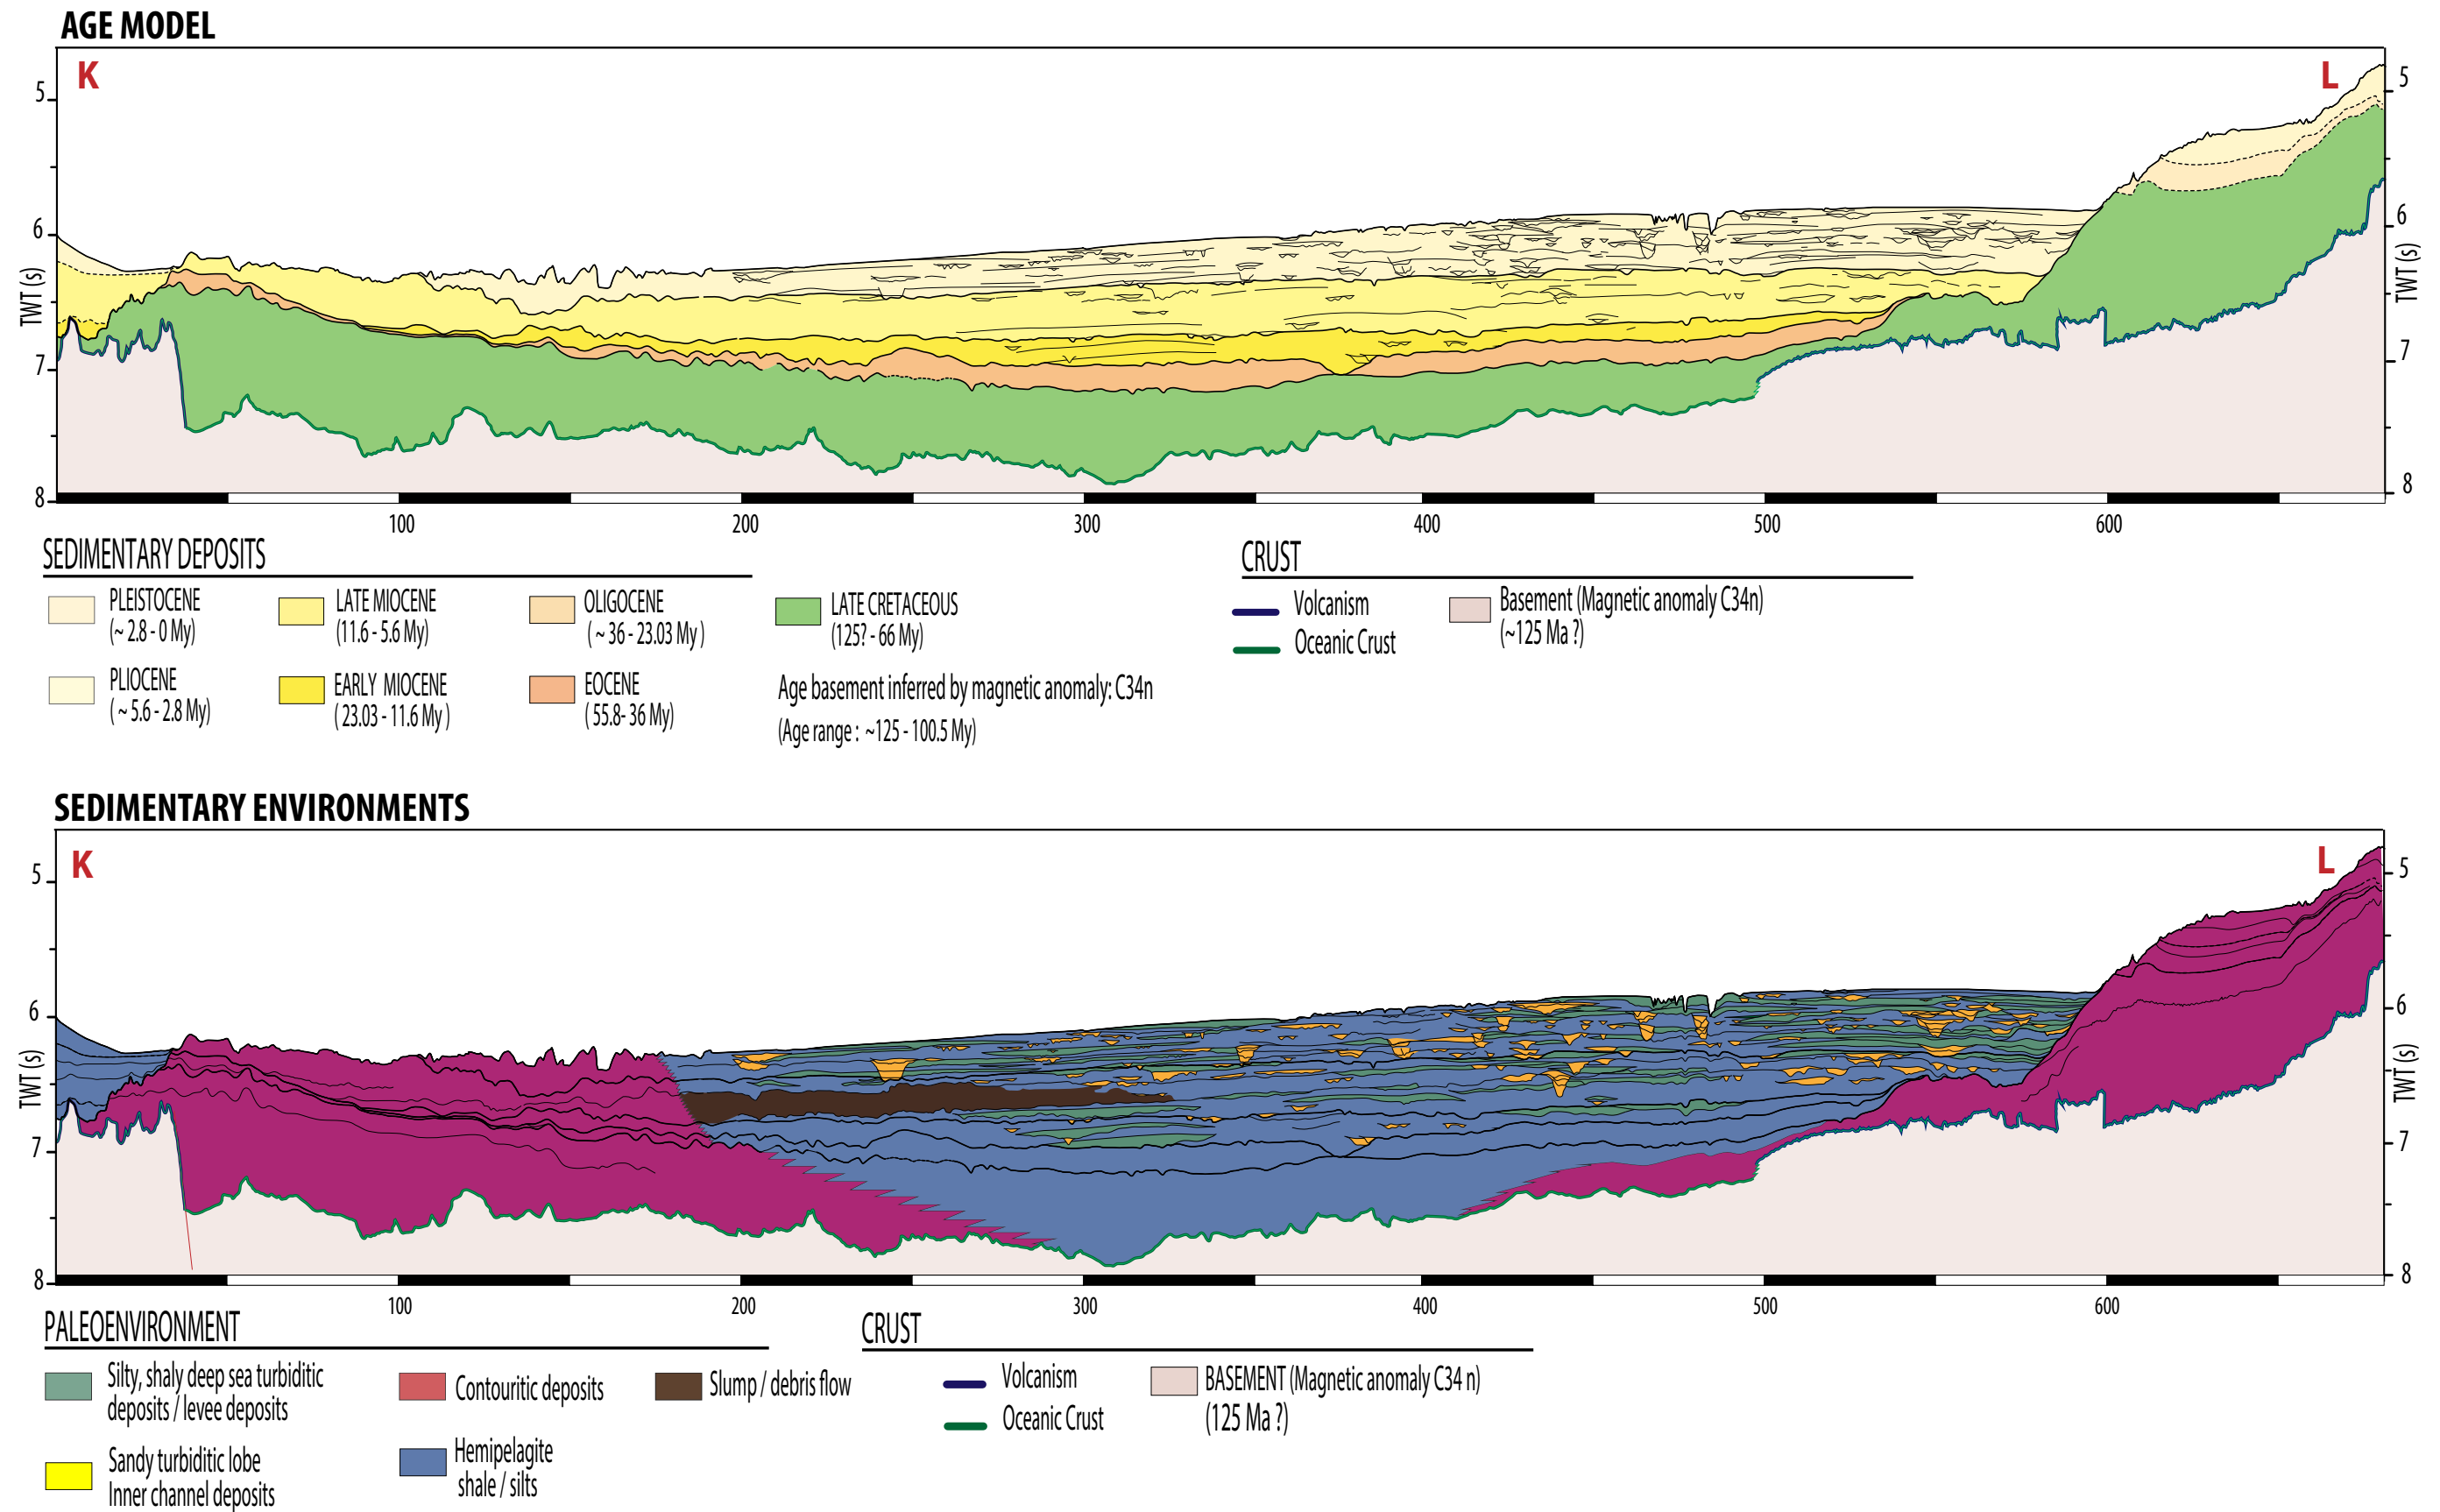 AGE MODEL
K
L
5
6
7
8
TWT (s)
5
6
7
8
TWT (s)
100
200
300
400
500
600
SEDIMENTARY DEPOSITS
PLEISTOCENE
(~ 2.8 - 0 My)
LATE MIOCENE
(11.6 - 5.6 My)
OLIGOCENE
( ~ 36 - 23.03 My )
LATE CRETACEOUS
(125? - 66 My)
PLIOCENE
( ~ 5.6 - 2.8 My)
EARLY MIOCENE
( 23.03 - 11.6 My )
EOCENE
( 55.8- 36 My)
Age basement inferred by magnetic anomaly: C34n
(Age range : ~125 - 100.5 My)
CRUST
Volcanism
Oceanic Crust
Basement (Magnetic anomaly C34n)
(~125 Ma ?)
SEDIMENTARY ENVIRONMENTS
K
L
5
6
7
8
TWT (s)
5
6
7
8
TWT (s)
100
200
300
400
500
600
PALEOENVIRONMENT
Silty, shaly deep sea turbiditic
deposits / levee deposits
Contouritic deposits
Slump / debris flow
Sandy turbiditic lobe
Inner channel deposits
Hemipelagite
shale / silts
CRUST
Volcanism
Oceanic Crust
BASEMENT (Magnetic anomaly C34 n)
(125 Ma ?)